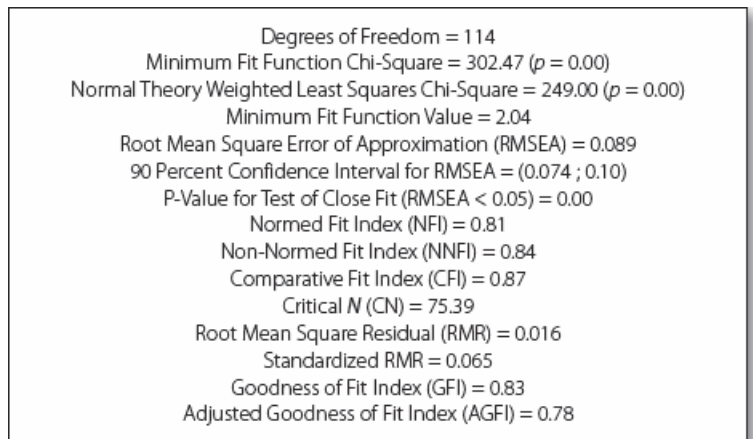 Degrees of Freedom = 114
Minimum Fit Function Chi-Square = 302.47 (p = 0.00)
Normal Theory Weighted Least Squares Chi-Square = 249.00 (p = 0.00)
Minimum Fit Function Value = 2.04
Root Mean Square Error of Approximation (RMSEA) = 0.089
90 Percent Confidence Interval for RMSEA = (0.074 ; 0.10)
P-Value for Test of Close Fit (RMSEA < 0.05) = 0.00
Normed Fit Index (NFI) = 0.81
Non-Normed Fit Index (NNFI) = 0.84
Comparative Fit Index (CFI) = 0.87
Critical N (CN) = 75.39
Root Mean Square Residual (RMR) = 0.016
Standardized RMR = 0.065
Goodness of Fit Index (GFI) = 0.83
Adjusted Goodness of Fit Index (AGFI) = 0.78